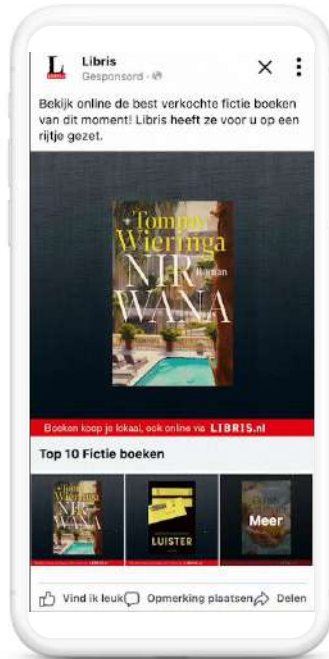 L
LIBRIS
Libris
Gesponsord ·
Bekijk online de best verkochte fictie boeken
van dit moment! Libris heeft ze voor u op een
rijtje gezet.
Tommy
Wieringa
NIR
Roman
WANA
Boeken koop je lokaal, ook online via LIBRIS.nl
Top 10 Fictie boeken
Tommy
Wieringa
NIR
WANA
LUISTER
Meer
Vind ik leuk
Opmerking plaatsen
Delen